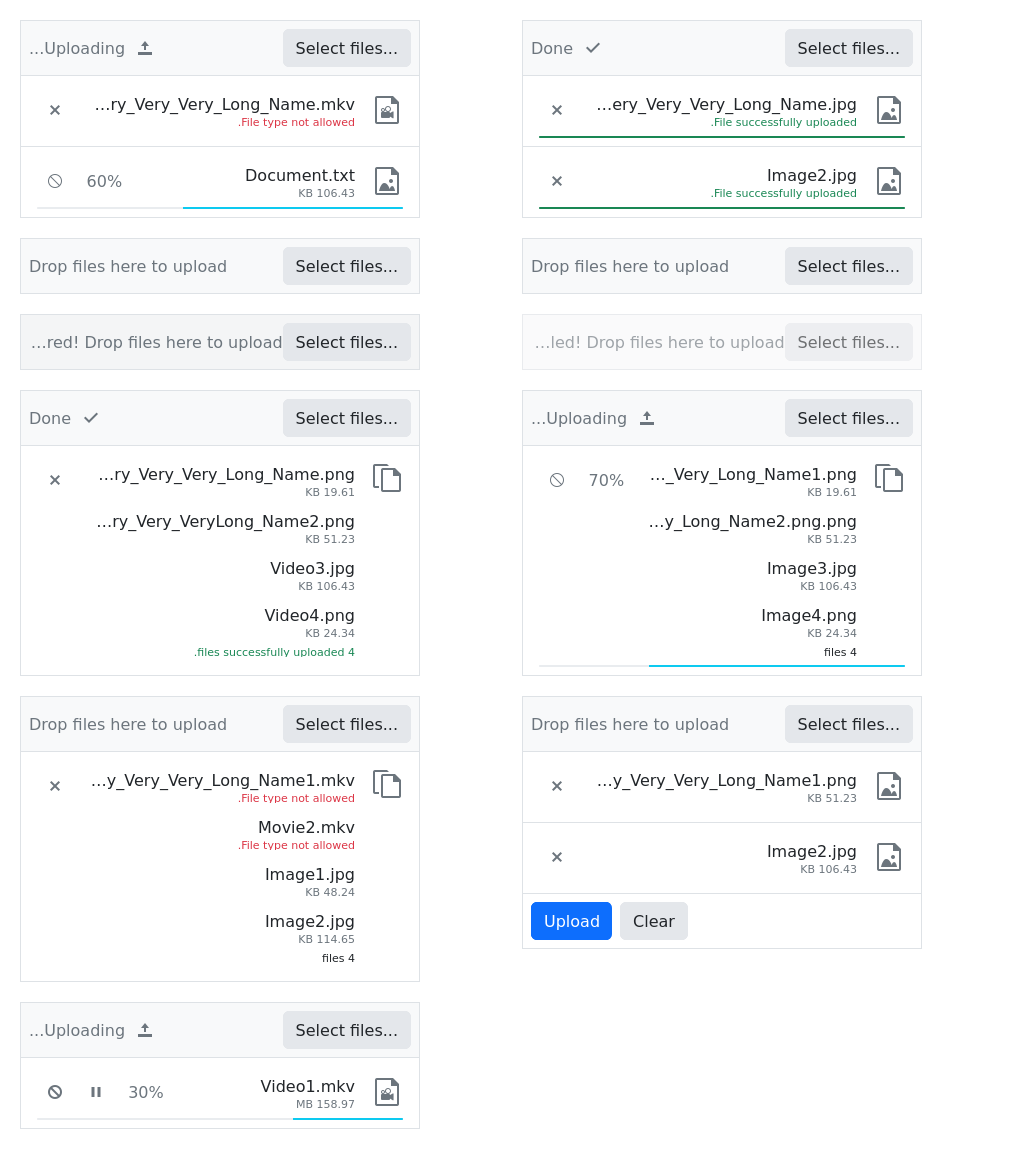 ...Uploading
Select files...
...ry_Very_Very_Long_Name.mkv
.File type not allowed
60%
Document.txt
KB 106.43
Drop files here to upload
Select files...
...red! Drop files here to upload
Select files...
Done
Select files...
...ry_Very_Very_Long_Name.png
KB 19.61
...ry_Very_VeryLong_Name2.png
KB 51.23
Video3.jpg
KB 106.43
Video4.png
KB 24.34
.files successfully uploaded 4
Drop files here to upload
Select files...
...y_Very_Very_Long_Name1.mkv
.File type not allowed
Movie2.mkv
.File type not allowed
Image1.jpg
KB 48.24
Image2.jpg
KB 114.65
files 4
...Uploading
Select files...
30%
Video1.mkv
MB 158.97
Done
Select files...
...ery_Very_Very_Long_Name.jpg
.File successfully uploaded
Image2.jpg
.File successfully uploaded
Drop files here to upload
Select files...
...led! Drop files here to upload
Select files...
...Uploading
Select files...
70%
..._Very_Long_Name1.png
KB 19.61
...y_Long_Name2.png.png
KB 51.23
Image3.jpg
KB 106.43
Image4.png
KB 24.34
files 4
Drop files here to upload
Select files...
...y_Very_Very_Long_Name1.png
KB 51.23
Image2.jpg
KB 106.43
Upload
Clear